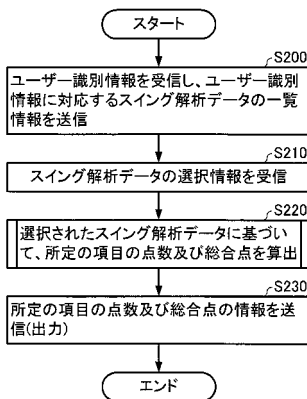 スタート
S200
ユーザー識別情報を受信し、ユーザー識別
情報に対応するスイング解析データの一覧
情報を送信
S210
スイング解析データの選択情報を受信
S220
選択されたスイング解析データに基づい
て、所定の項目の点数及び総合点を算出
S230
所定の項目の点数及び総合点の情報を送
信(出力)
エンド